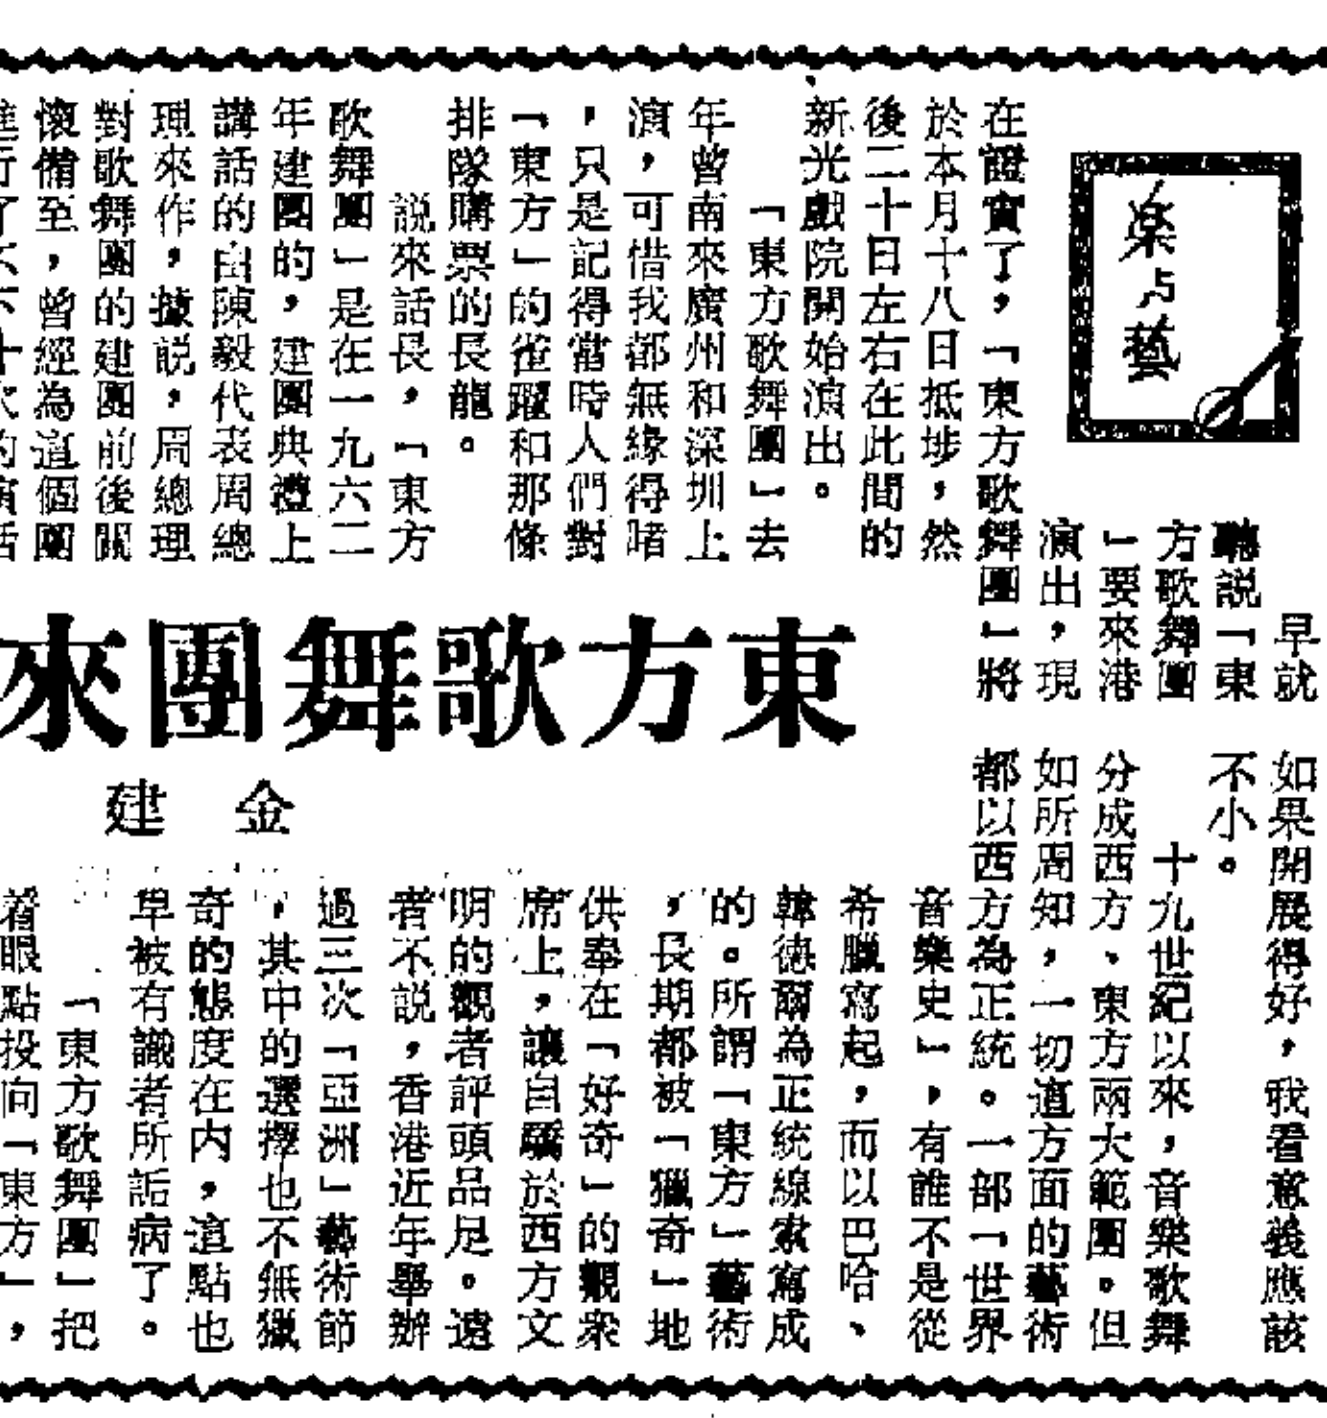 樂与藝
東方歌舞團來
金建
早就
聽説「東
方歌舞團
」要來港
演出，現
在證實了，「東方歌舞團」將
於本月十八日抵埗，然
後二十日左右在此間的
新光戲院開始演出。
「東方歌舞團」去
年曾南來廣州和深圳上
演，可惜我都無緣得睹
，只是記得當時人們對
「東方」的雀躍和那條
排隊購票的長龍。
説來話長，「東方
歌舞團」是在一九六二
年建團的，建團典禮上
講話的由陳毅代表周總
理來作，據説，周總理
對歌舞團的建團前後關
懷備至，曾經為這個團
如果開展得好，我看意義應該
不小。
十九世紀以來，音樂歌舞
分成西方、東方兩大範圍。但
如所周知，一切這方面的藝術
都以西方為正統。一部「世界
音樂史」，有誰不是從
希臘寫起，而以巴哈、
韓德爾為正統線索寫成
的。所謂「東方」藝術
，長期都被「獵奇」地
供奉在「好奇」的觀衆
席上，讓自驕於西方文
明的觀者評頭品足。遠
者不説，香港近年舉辦
過三次「亞洲」藝術節
，其中的選擇也不無獵
奇的態度在内，這點也
早被有識者所詬病了。
「東方歌舞團」把
着眼點投向「東方」，